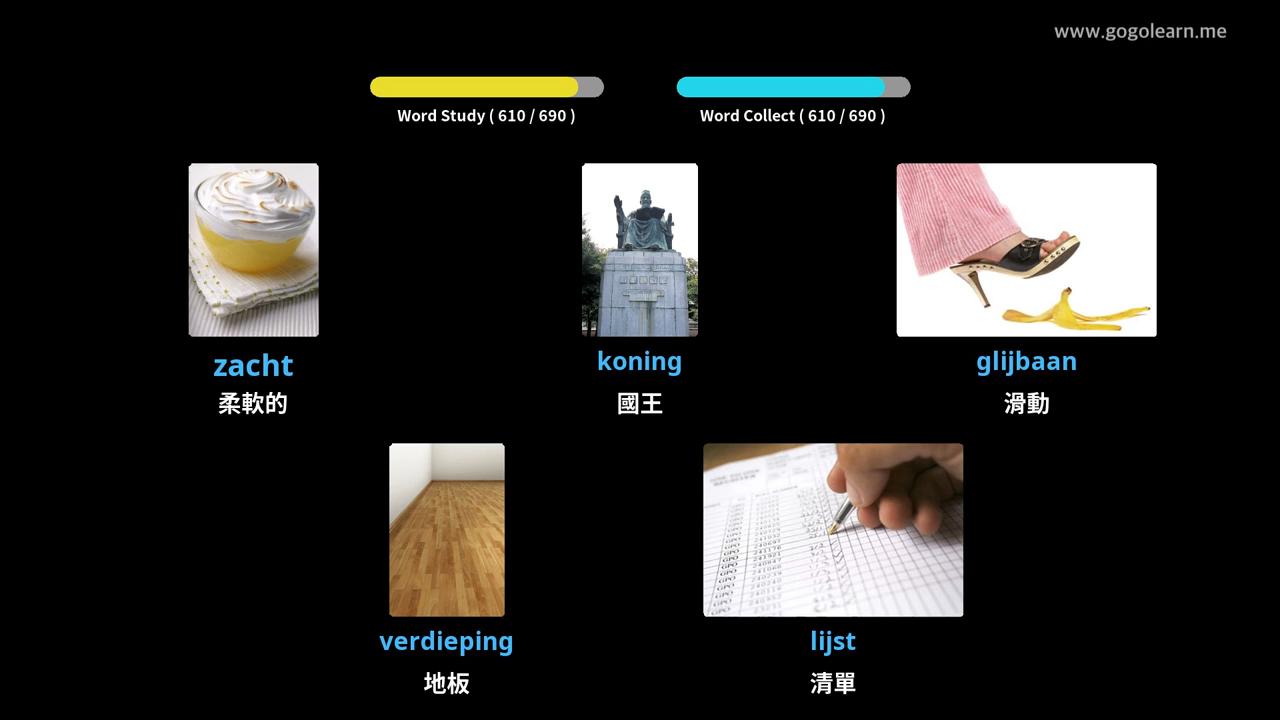 www.gogolearn.me
Word Study ( 610 / 690 )
Word Collect ( 610 / 690 )
zacht
柔軟的
koning
國王
glijbaan
滑動
verdieping
地板
lijst
清單